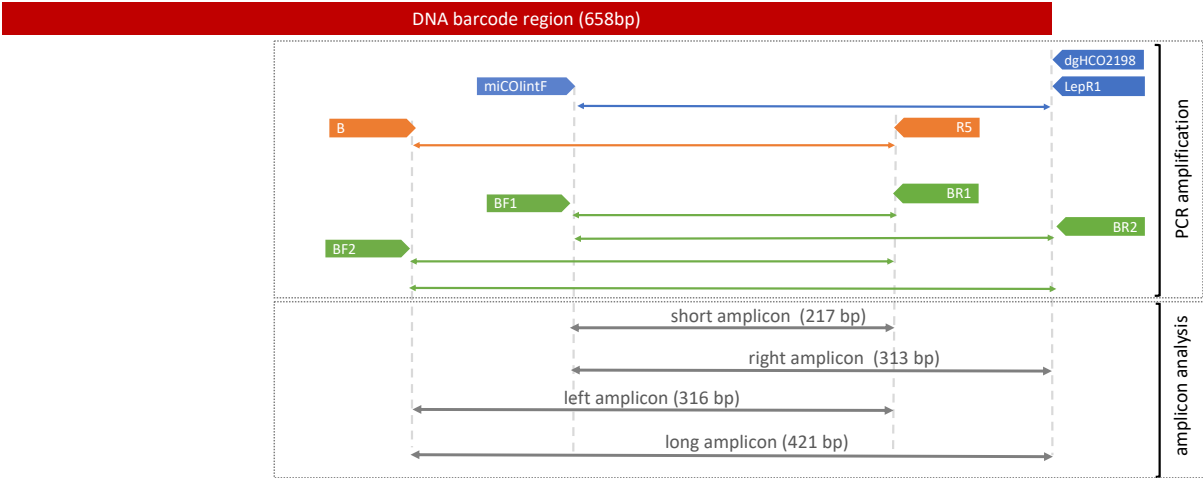 DNA barcode region (658bp)
dgHCO2198
miCOIintF
LepR1
B
R5
BF1
BR1
BR2
BF2
PCR amplification
short amplicon (217 bp)
right amplicon (313 bp)
left amplicon (316 bp)
long amplicon (421 bp)
amplicon analysis